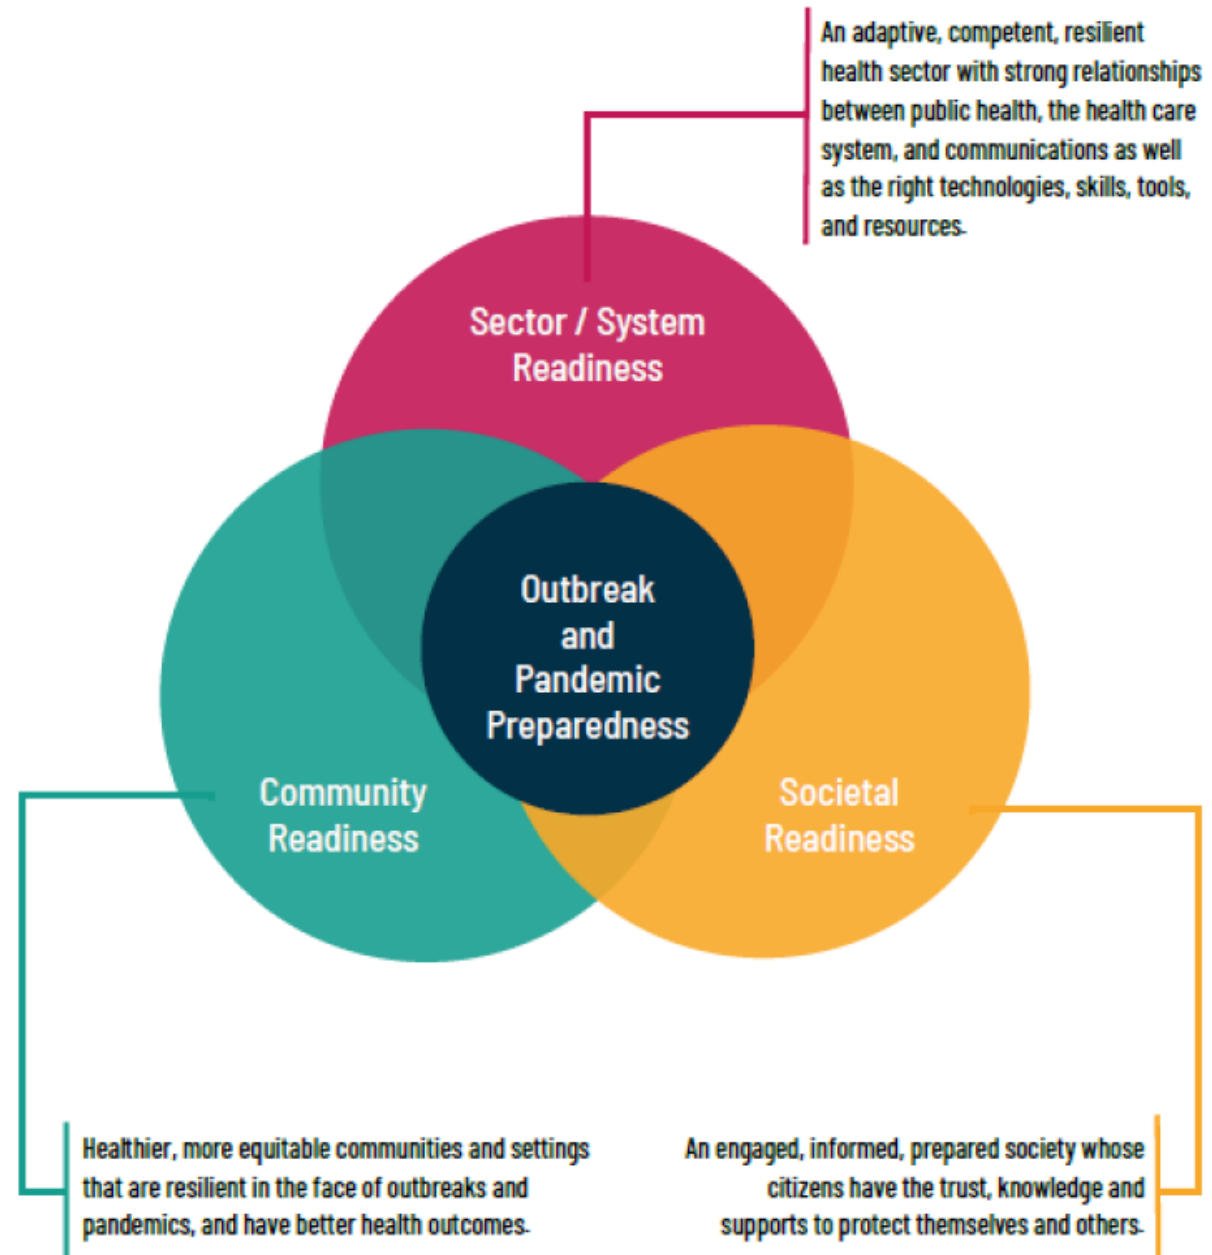 An adaptive, competent, resilient
health sector with strong relationships
between public health, the health care
system, and communications as well
as the right technologies, skills, tools,
and resources.
Sector / System
Readiness
Outbreak
and
Pandemic
Preparedness
Community
Readiness
Societal
Readiness
Healthier, more equitable communities and settings
that are resilient in the face of outbreaks and
pandemics, and have better health outcomes.
An engaged, informed, prepared society whose
citizens have the trust, knowledge and
supports to protect themselves and others.